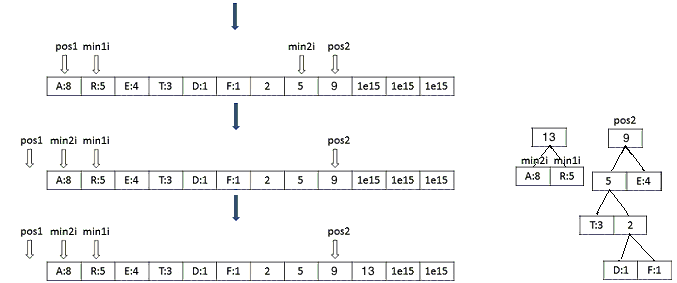 pos1 min1i min2i pos2
A:8 R:5 E:4 T:3 D:1 F:1 2 5 9 1e15 1e15 1e15
pos1 min2i min1i pos2
A:8 R:5 E:4 T:3 D:1 F:1 2 5 9 1e15 1e15 1e15
pos1 min2i min1i pos2
A:8 R:5 E:4 T:3 D:1 F:1 2 5 9 13 1e15 1e15
pos2
13 9
min2i min1i
A:8 R:5 5 E:4
T:3 2
D:1 F:1